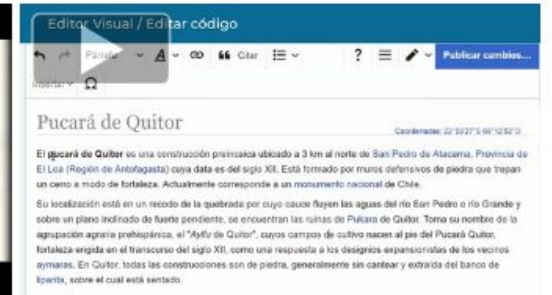 Editor Visual / Editar código
Párrafo A Citar ? Publicar cambios...
Insertar Ω
Pucará de Quitor
Coordenadas:
El pucará de Quitor es una construcción preincaica ubicado a 3 km al norte de San Pedro de Atacama, Provincia de
El Loa (Región de Antofagasta) cuya data es del siglo XII. Está formado por muros defensivos de piedra que trepan
un cerro a modo de fortaleza. Actualmente corresponde a un monumento nacional de Chile.
Su localización está en un recodo de la quebrada por cuyo cauce fluyen las aguas del río San Pedro o río Grande y
sobre un plano inclinado de fuerte pendiente, se encuentran las ruinas de Pukara de Quitor. Toma su nombre de la
agrupación agraria prehispánica, el "Ayllu de Quitor", cuyos campos de cultivo nacen al pie del Pucará Quitor,
fortaleza erigida en el transcurso del siglo XII, como una respuesta a los designios expansionistas de los vecinos
aymaras. En Quitor, todas las construcciones son de piedra, generalmente sin cantear y extraída del banco de
liparita, sobre el cual está sentado.